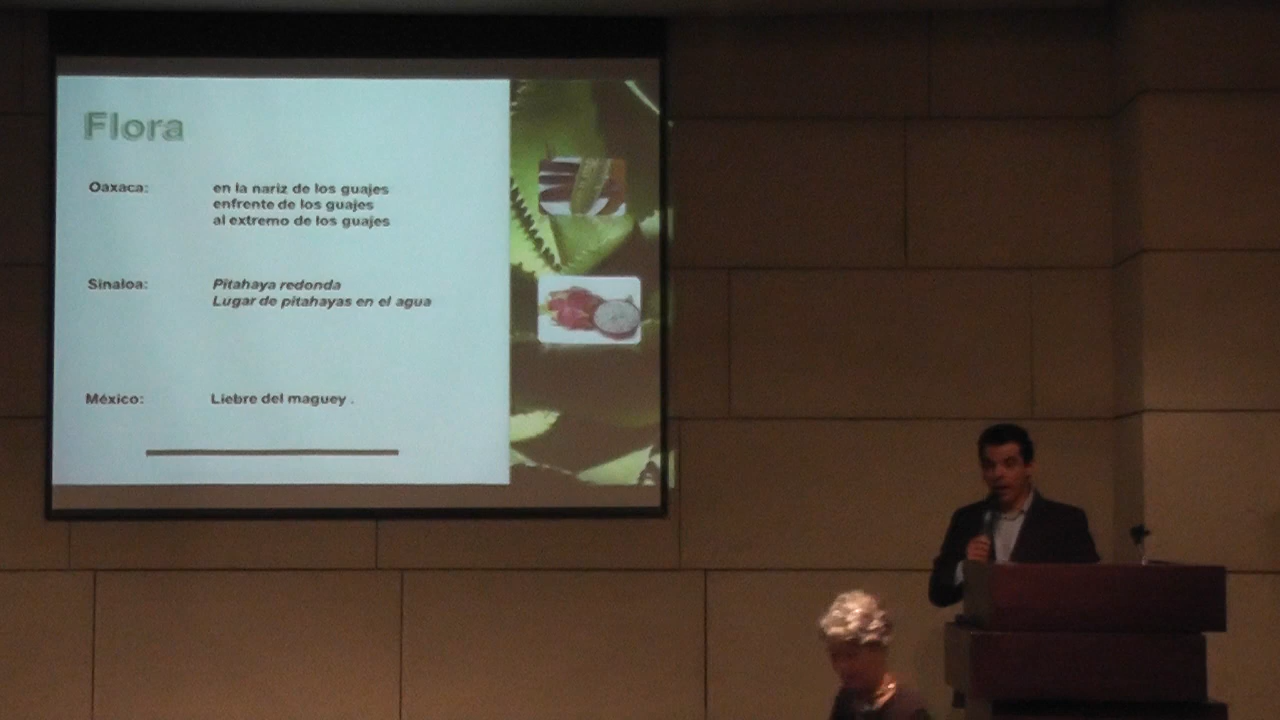 Flora
Oaxaca: en la nariz de los guajes
enfrente de los guajes
al extremo de los guajes
Sinaloa: Pitahaya redonda
Lugar de pitahayas en el agua
México: Liebre del maguey .